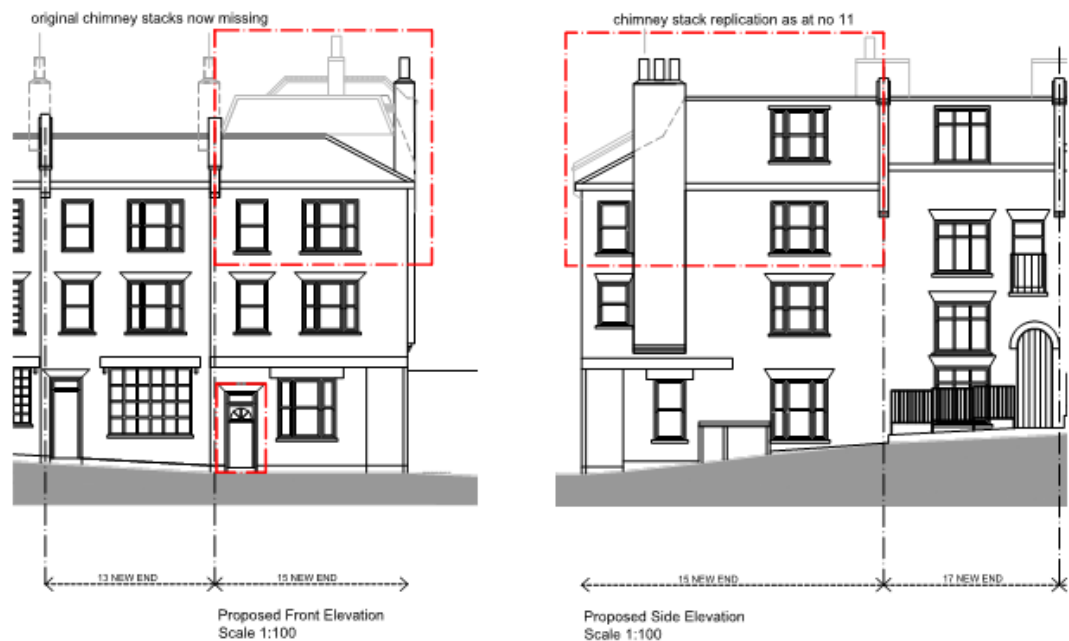 original chimney stacks now missing
chimney stack replication as at no 11
13 NEW END
15 NEW END
15 NEW END
17 NEW END
Proposed Front Elevation
Scale 1:100
Proposed Side Elevation
Scale 1:100